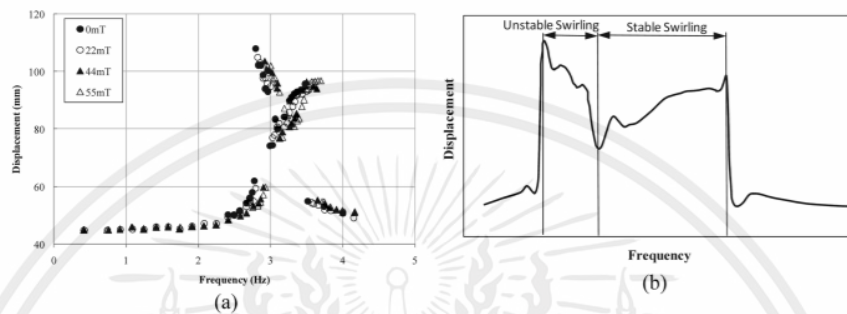 120
100
80
60
40
0
1
2
3
4
5
Displacement (mm)
Frequency (Hz)
0mT
22mT
44mT
55mT
(a)
Unstable Swirling
Stable Swirling
Displacement
Frequency
(b)